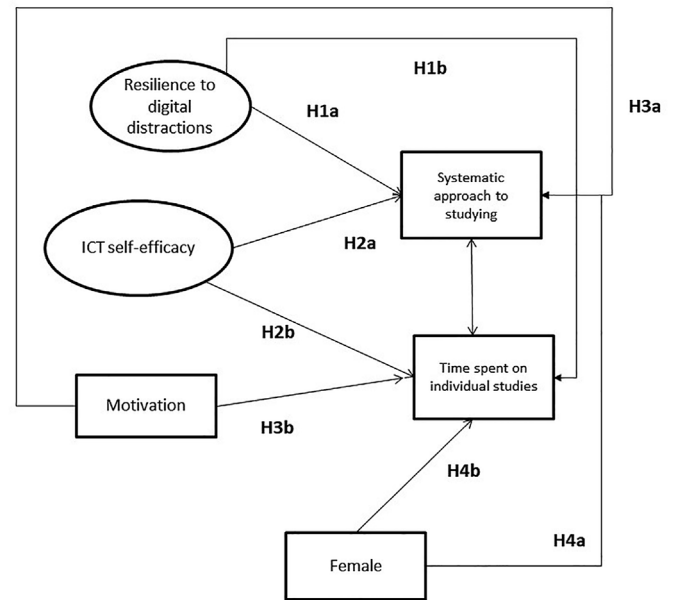 H1b
Resilience to
digital
distractions
H1a
H3a
Systematic
approach to
studying
ICT self-efficacy
H2a
H2b
Time spent on
individual studies
Motivation
H3b
H4b
H4a
Female